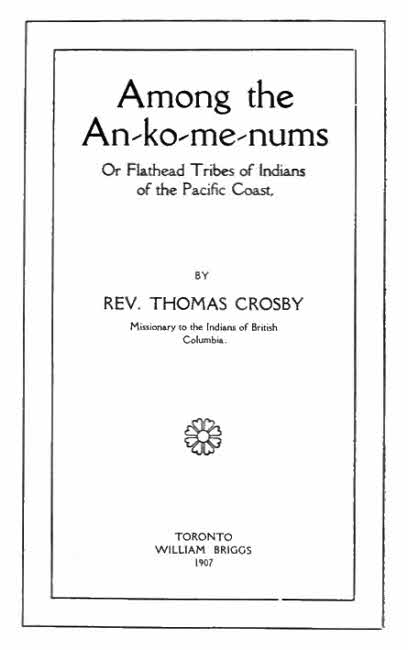 Among the
An-ko-me-nums
Or Flathead Tribes of Indians
of the Pacific Coast,
BY
REV. THOMAS CROSBY
Missionary to the Indians of British
Columbia.
TORONTO
WILLIAM BRIGGS
1907